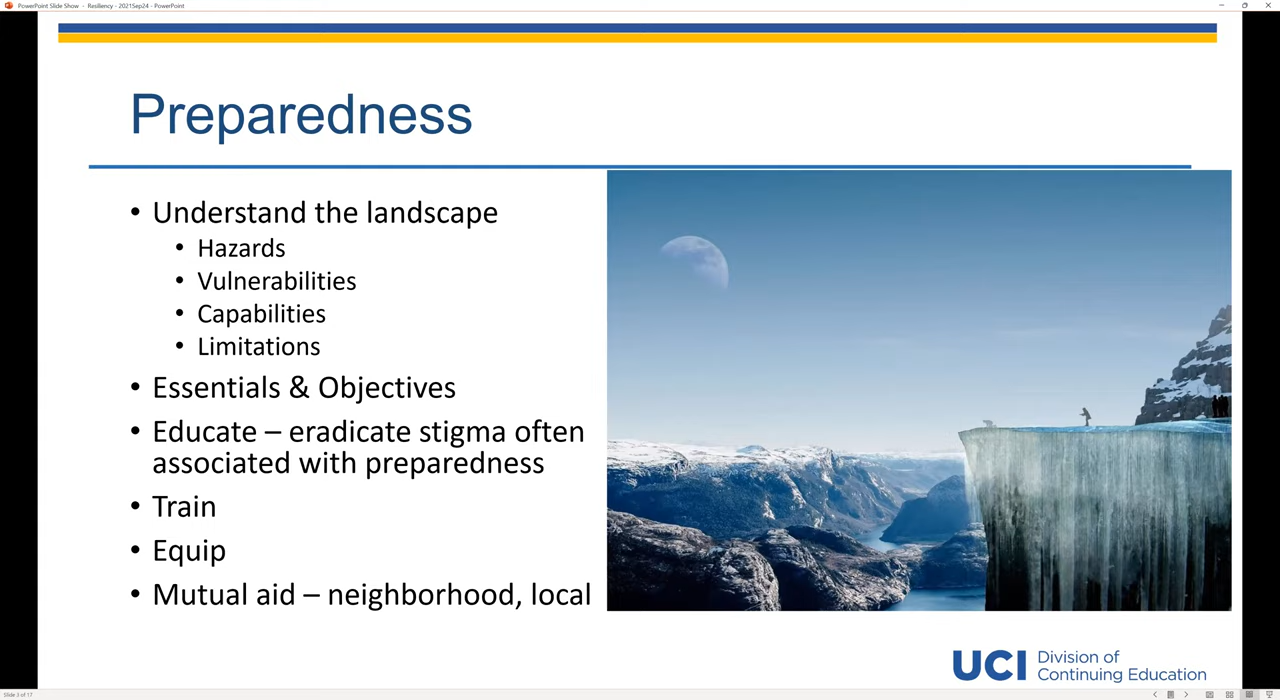 PowerPoint Slide Show - Resiliency - 2021Sep24 - PowerPoint
Preparedness
• Understand the landscape
• Hazards
• Vulnerabilities
• Capabilities
• Limitations
• Essentials & Objectives
• Educate – eradicate stigma often
associated with preparedness
• Train
• Equip
• Mutual aid – neighborhood, local
UCI Division of
Continuing Education
Slide 3 of 17